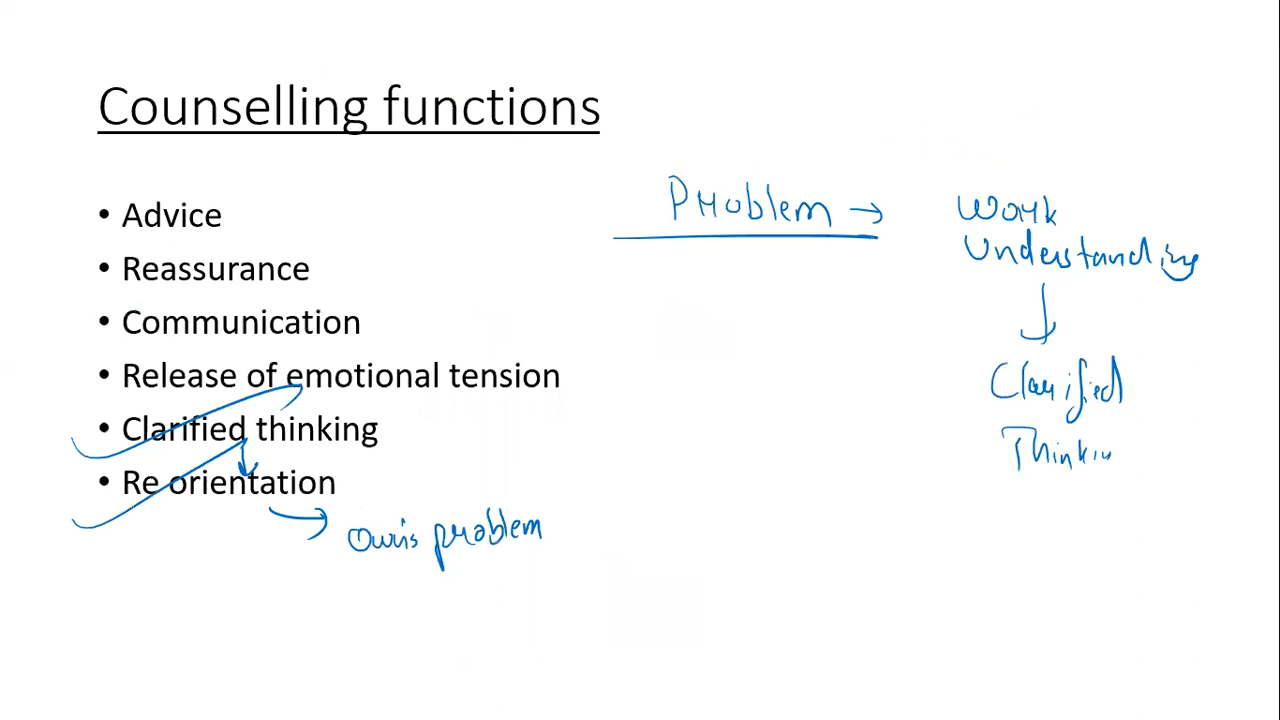 Counselling functions
• Advice
• Reassurance
• Communication
• Release of emotional tension
• Clarified thinking
• Re orientation
Problem →
Work
Understanding
Clarified
Thinkin
problem